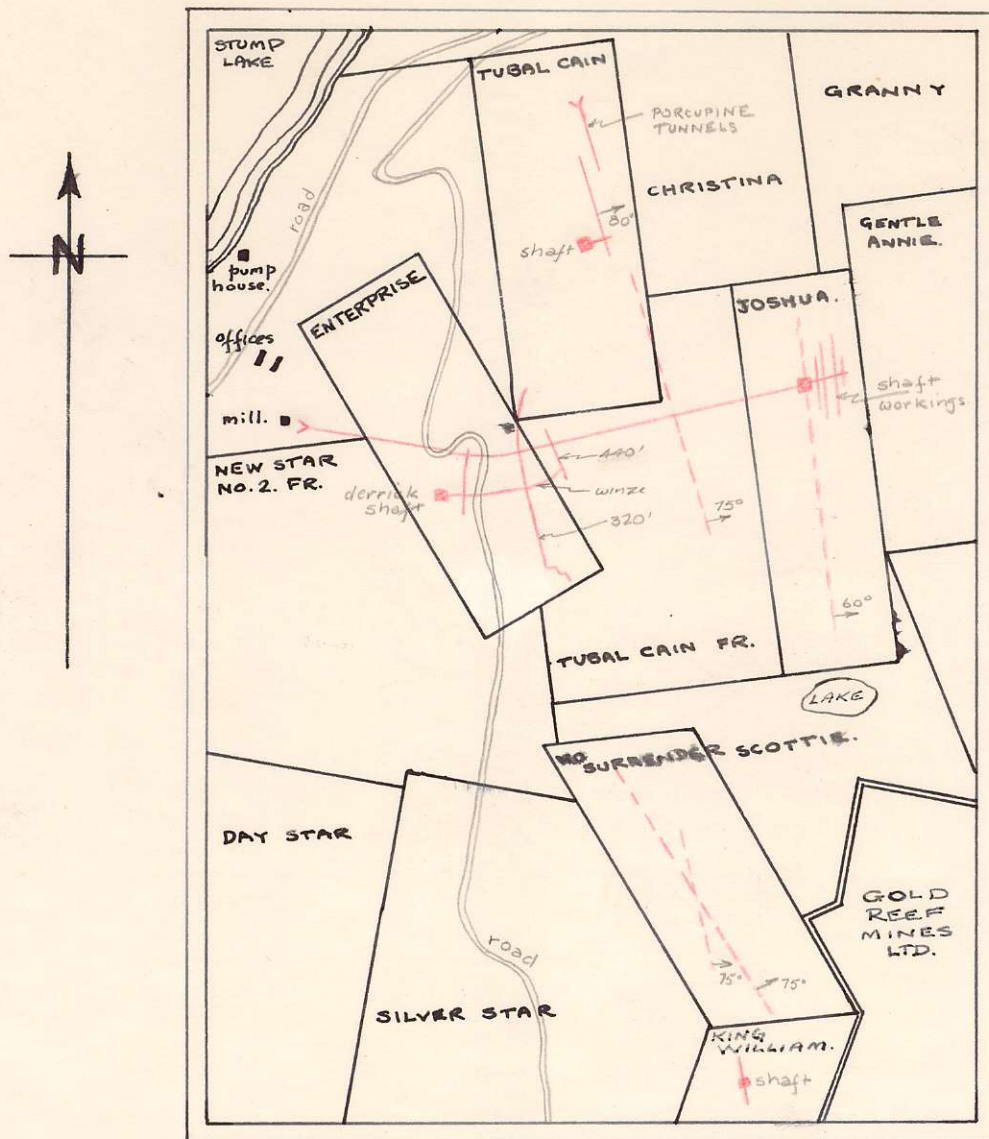 STUMP
LAKE
TUBAL CAIN
GRANNY
PORCUPINE
TUNNELS
road
CHRISTINA
80'
GENTLE
ANNIE.
shaft
N
pump
house.
ENTERPRISE
JOSHUA.
offices
shaft
workings
mill.
NEW STAR
NO. 2. FR.
440'
derrick
shaft
winze
75°
320'
60°
TUBAL CAIN FR.
LAKE
NO
SURRENDER SCOTTIE.
DAY STAR
GOLD
REEF
MINES
LTD.
road
75°
75°
SILVER STAR
KING
WILLIAM.
shaft